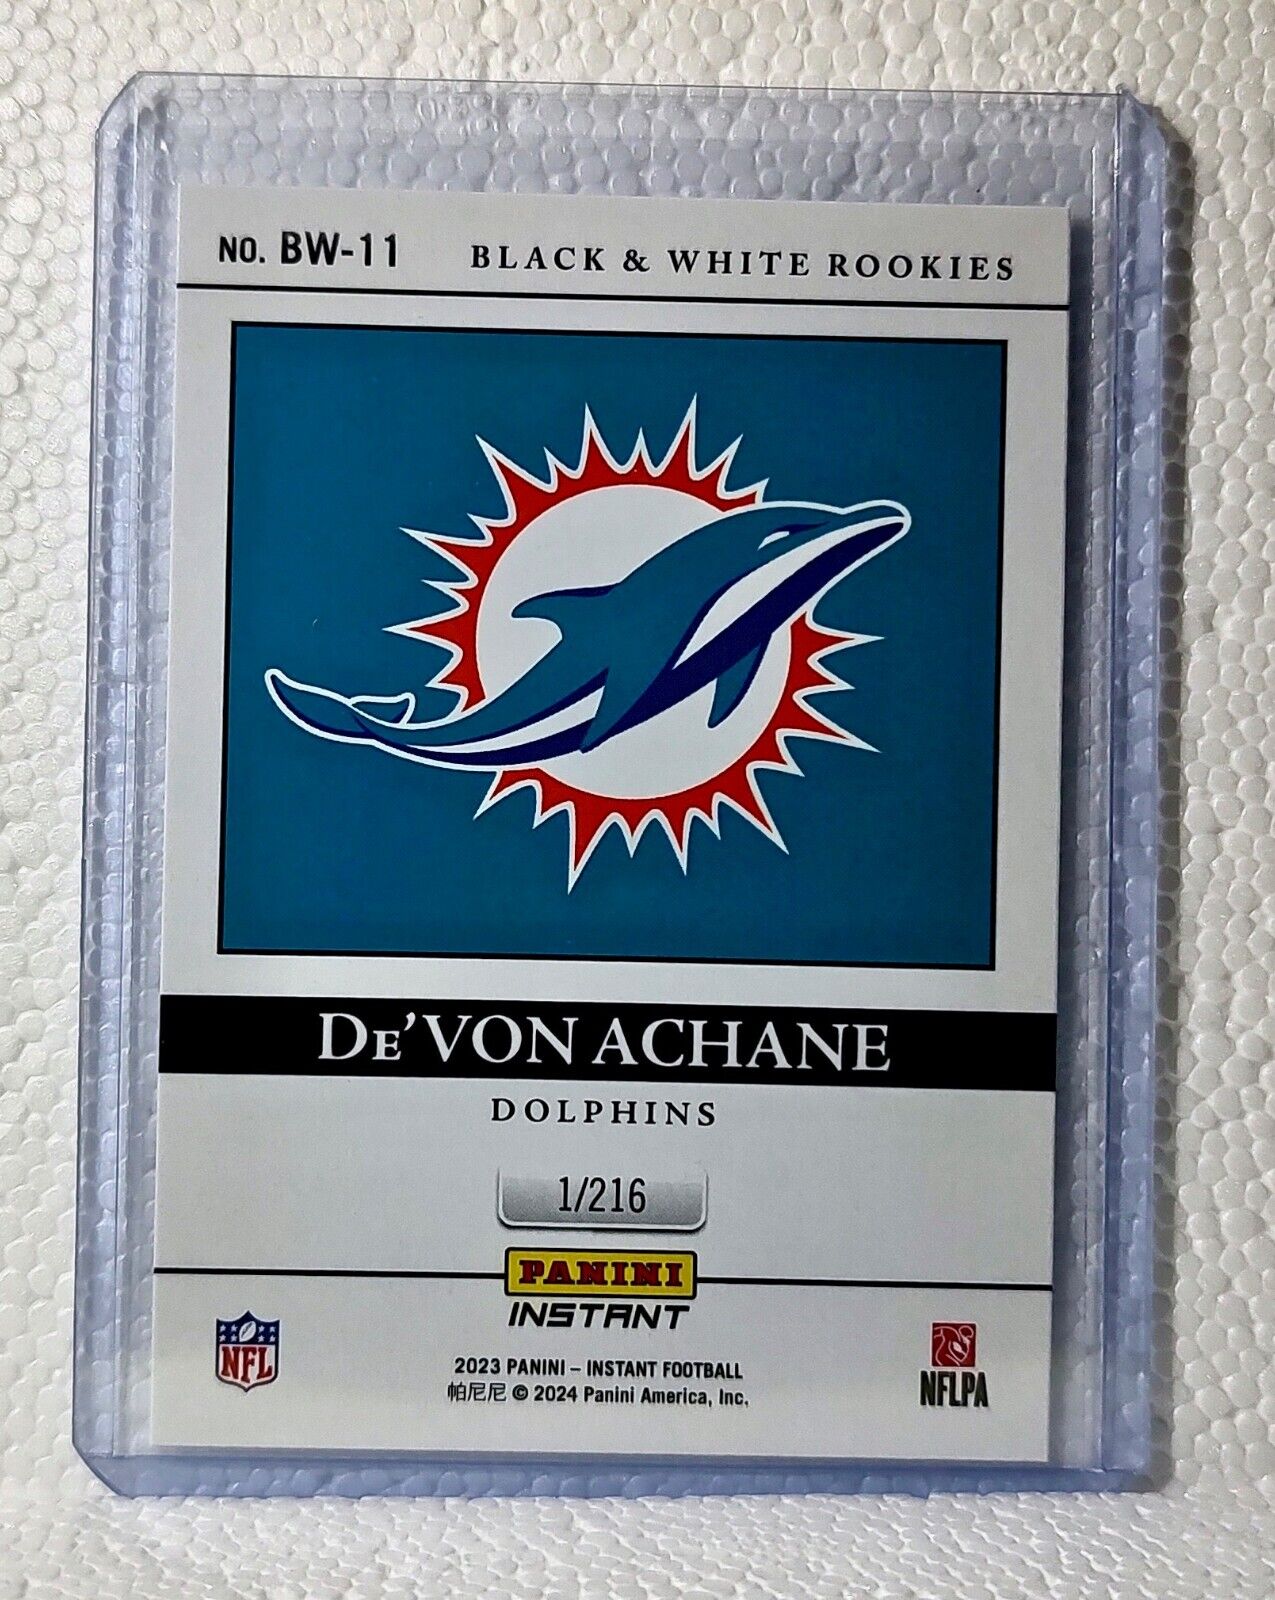 NO. BW-11 BLACK & WHITE ROOKIES
De'VON ACHANE
DOLPHINS
1/216
PANINI
INSTANT
NFL
2023 PANINI – INSTANT FOOTBALL
帕尼尼 © 2024 Panini America, Inc.
NFLPA